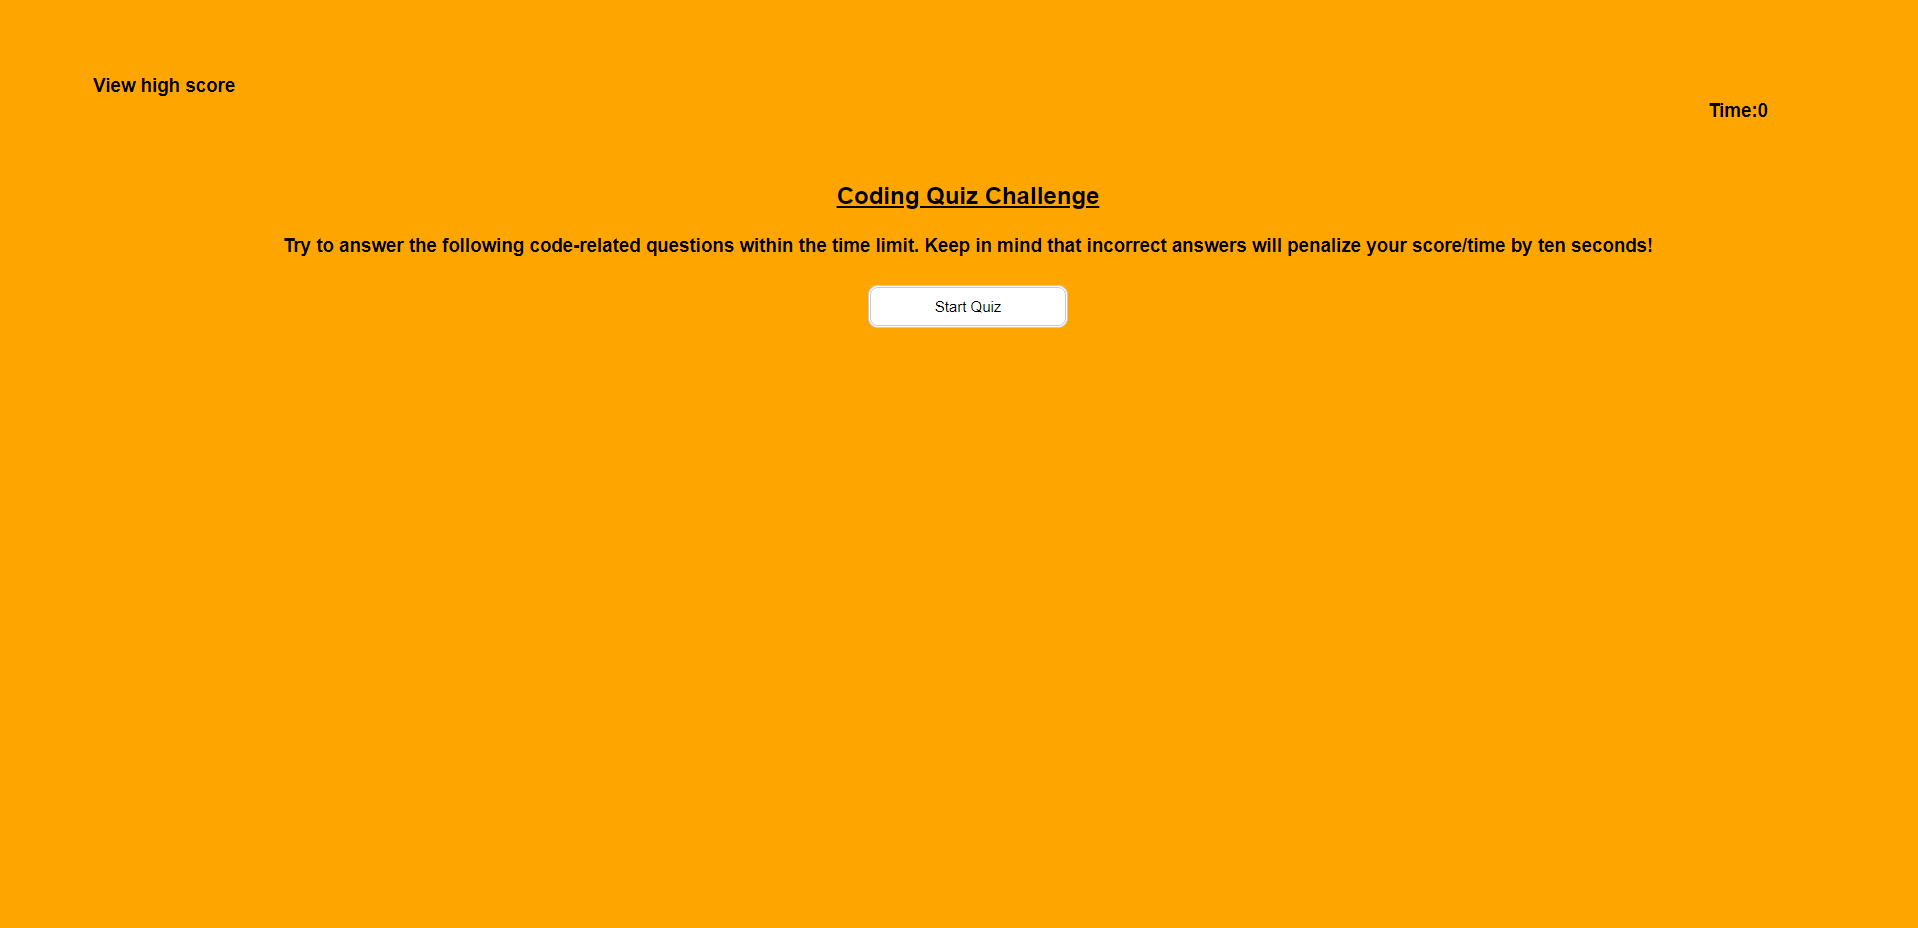 View high score
Time:0
Coding Quiz Challenge
Try to answer the following code-related questions within the time limit. Keep in mind that incorrect answers will penalize your score/time by ten seconds!
Start Quiz